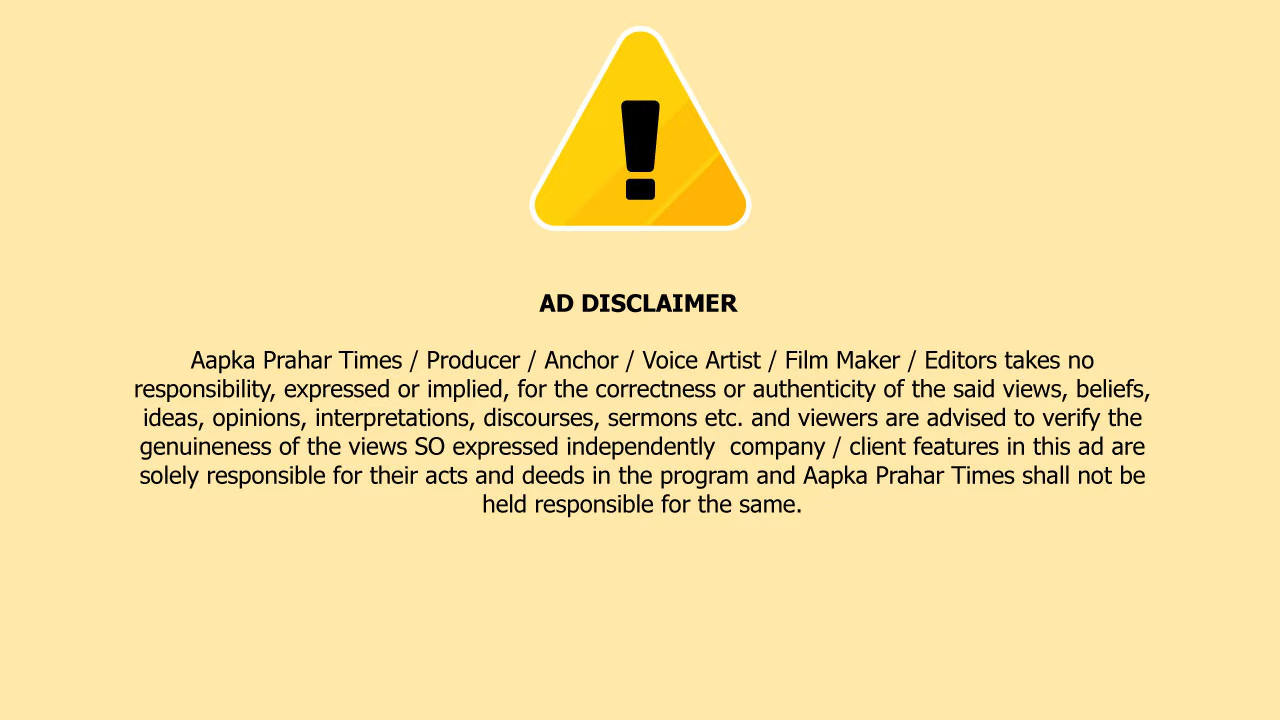 AD DISCLAIMER
Aapka Prahar Times / Producer / Anchor / Voice Artist / Film Maker / Editors takes no
responsibility, expressed or implied, for the correctness or authenticity of the said views, beliefs,
ideas, opinions, interpretations, discourses, sermons etc. and viewers are advised to verify the
genuineness of the views SO expressed independently  company / client features in this ad are
solely responsible for their acts and deeds in the program and Aapka Prahar Times shall not be
held responsible for the same.